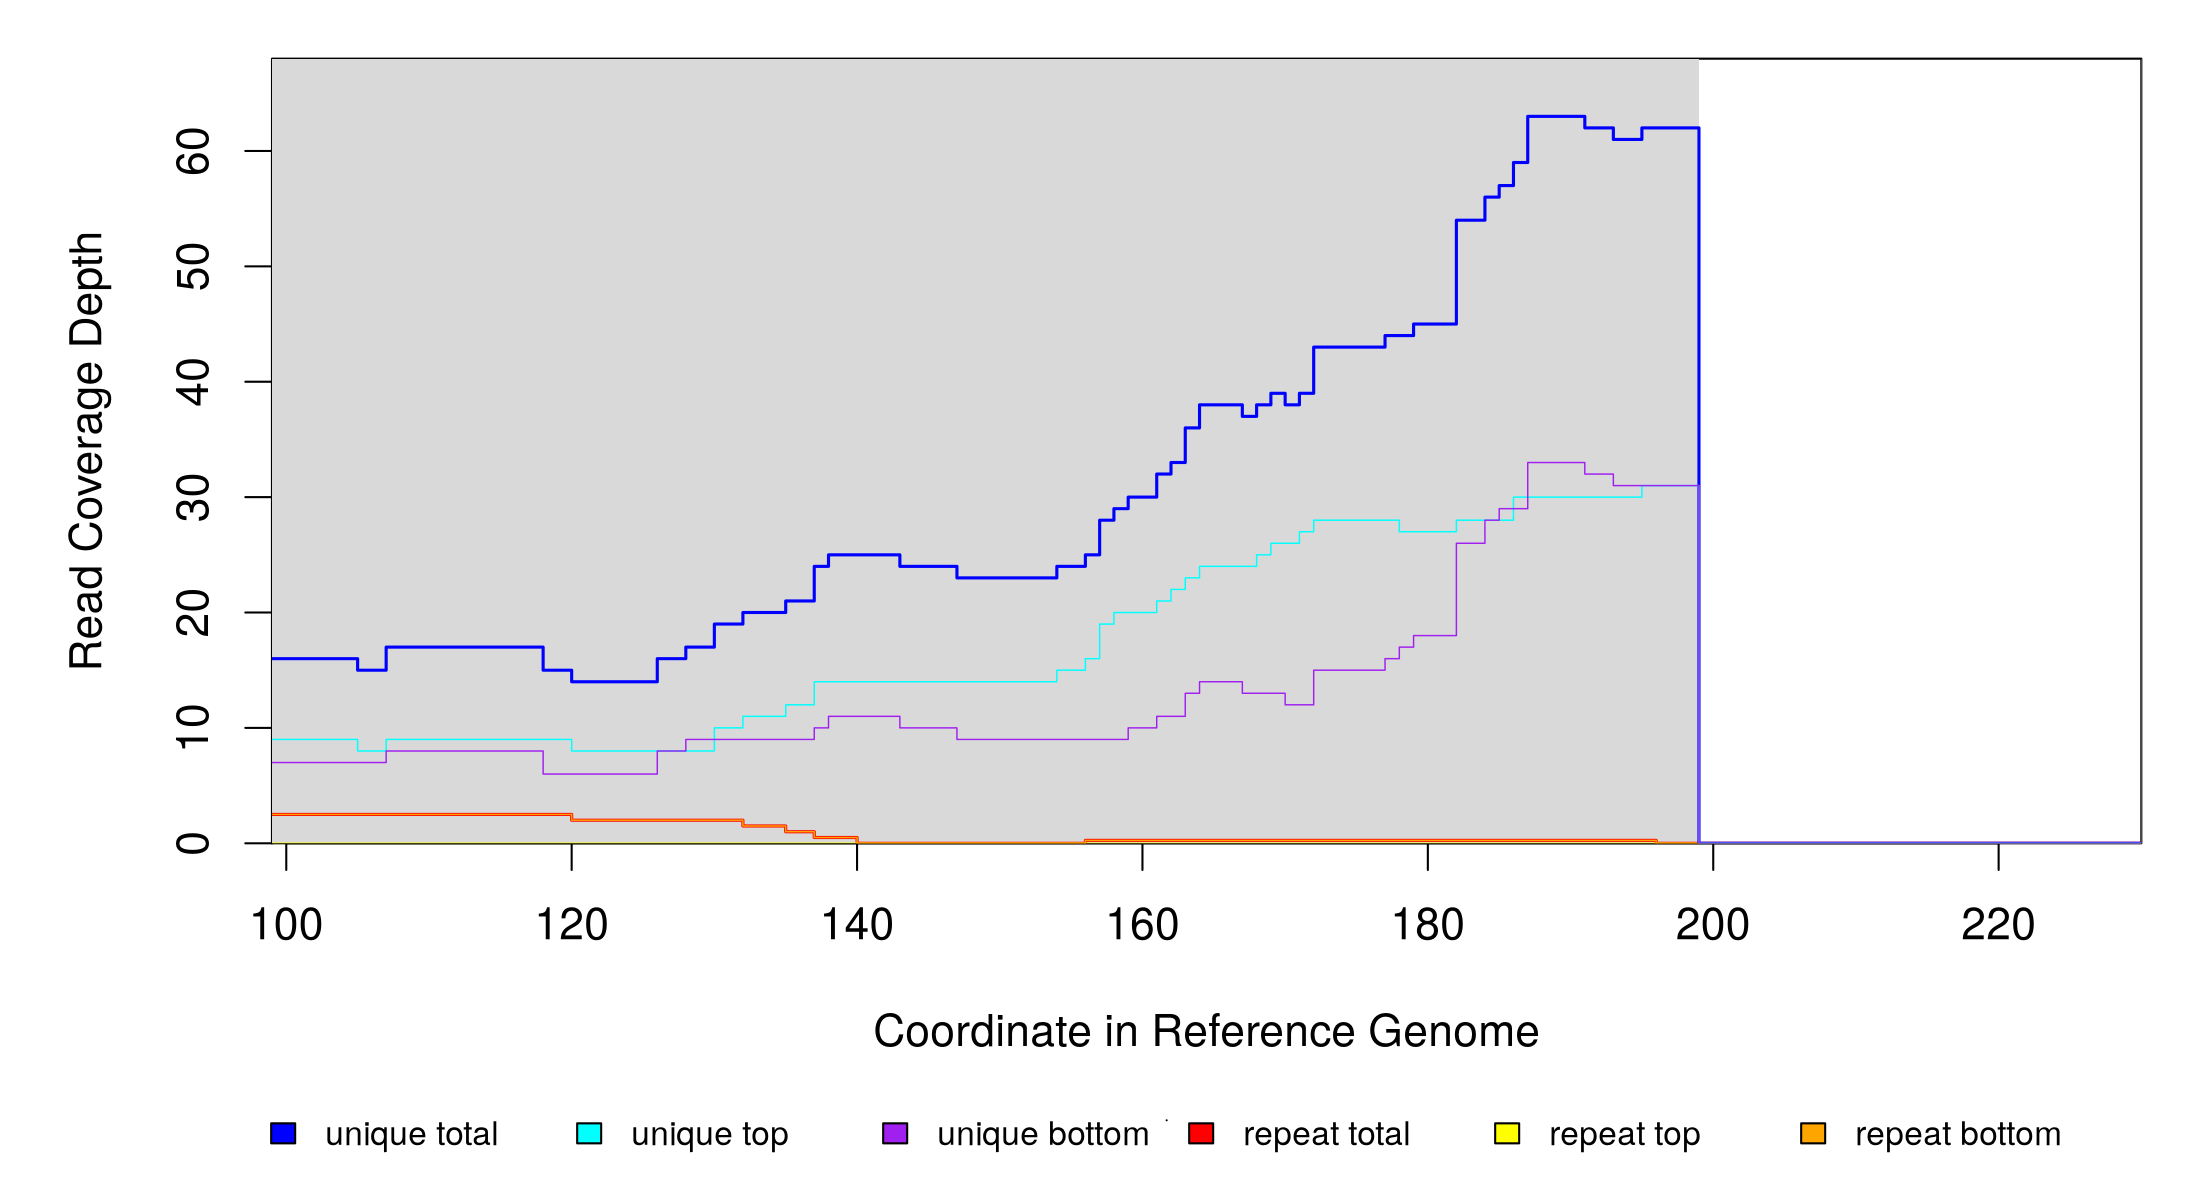 Read Coverage Depth
60
50
40
30
20
10
0
100 120 140 160 180 200 220
Coordinate in Reference Genome
unique total unique top unique bottom repeat total repeat top repeat bottom